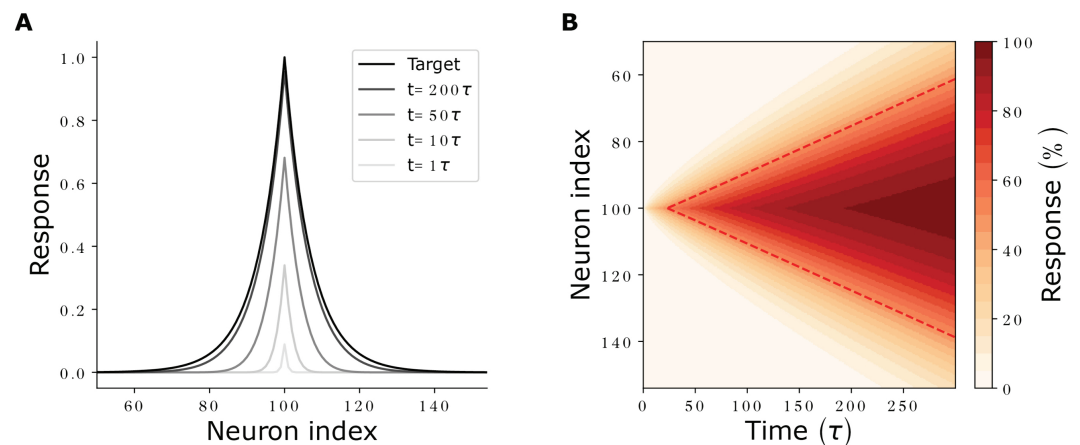 A
Response
1.0
0.8
0.6
0.4
0.2
0.0
60 80 100 120 140
Neuron index
Target
t= 200τ
t= 50τ
t= 10τ
t= 1τ
B
Neuron index
60
80
100
120
140
0 50 100 150 200 250
Time (τ)
100
80
60
40
20
0
Response (%)